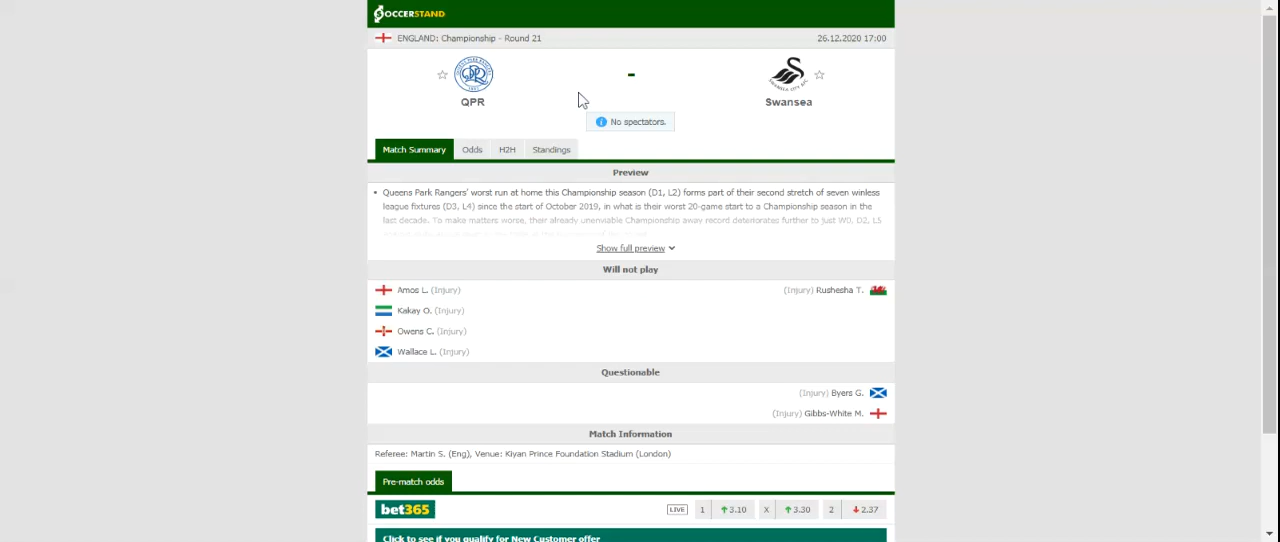 SOCCERSTAND
ENGLAND: Championship - Round 21
26.12.2020 17:00
-
QPR
Swansea
No spectators.
Match Summary
Odds
H2H
Standings
Preview
Queens Park Rangers' worst run at home this Championship season (D1, L2) forms part of their second stretch of seven winless
league fixtures (D3, L4) since the start of October 2019, in what is their worst 20-game start to a Championship season in the
last decade. To make matters worse, their already unenviable Championship away record deteriorates further to just W0, D2, L5
Show full preview
Will not play
Amos L. (Injury)
(Injury) Rushesha T.
Kakay O. (Injury)
Owens C. (Injury)
Wallace L. (Injury)
Questionable
(Injury) Byers G.
(Injury) Gibbs-White M.
Match Information
Referee: Martin S. (Eng), Venue: Kiyan Prince Foundation Stadium (London)
Pre-match odds
bet365
LIVE
1
3.10
X
3.30
2
2.37
Click to see if you qualify for New Customer offer